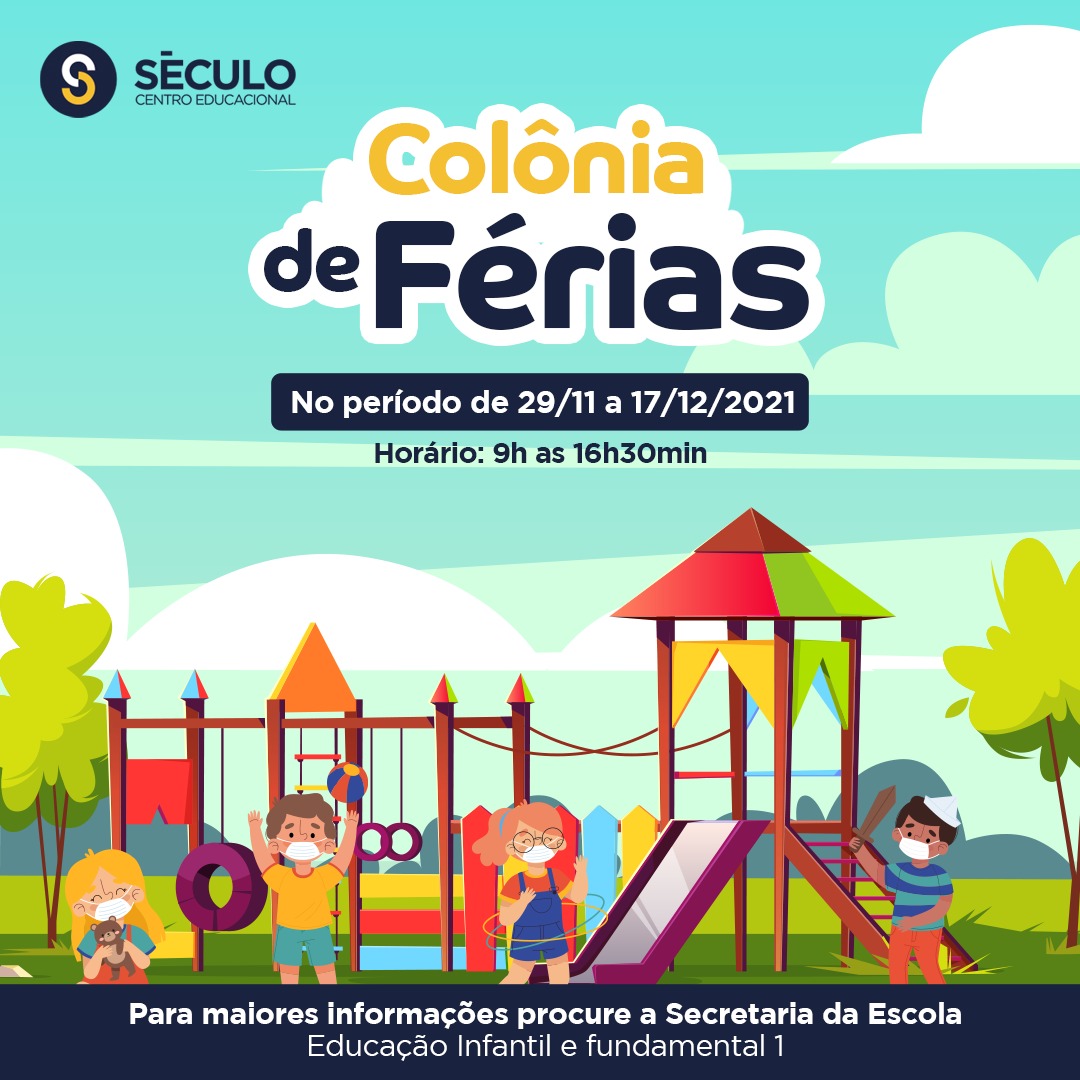 SÉCULO
CENTRO EDUCACIONAL
Colônia
de Férias
No período de 29/11 a 17/12/2021
Horário: 9h as 16h30min
Para maiores informações procure a Secretaria da Escola
Educação Infantil e fundamental 1